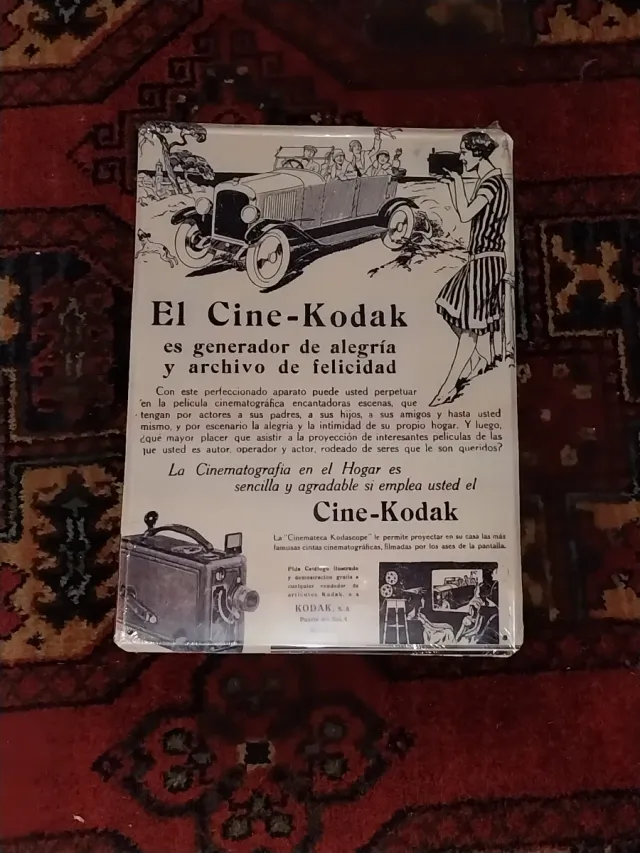 El Cine-Kodak
es generador de alegría
y archivo de felicidad
Con este perfeccionado aparato puede usted perpetuar
en la película cinematográfica encantadoras escenas, que
tengan por actores a sus padres, a sus hijos, a sus amigos y hasta usted
mismo, y por escenario la alegria y la intimidad de su propio hogar. Y luego,
¿qué mayor placer que asistir a la proyección de interesantes películas de las
que usted es autor, operador y actor, rodeado de seres que le son queridos?
La Cinematografia en el Hogar es
sencilla y agradable si emplea usted el
Cine-Kodak
La "Cinemateca Kodascope" le permite proyectar en su casa las más
famosas cintas cinematográficas, filmadas por los ases de la pantalla.
Pida Catálogo ilustrado
y demostración gratis a
cualquier vendedor de
artículos Kodak, o a
KODAK, S. A
Puerta del Sol, 4